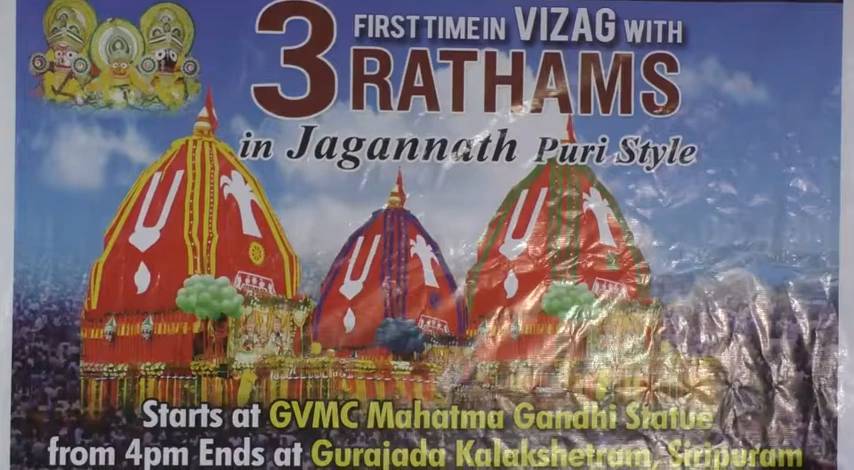 FIRST TIME IN VIZAG WITH
3 RATHAMS
in Jagannath Puri Style
Starts at GVMC Mahatma Gandhi Statue
from 4pm Ends at Gurajada Kalakshetram, Siripuram